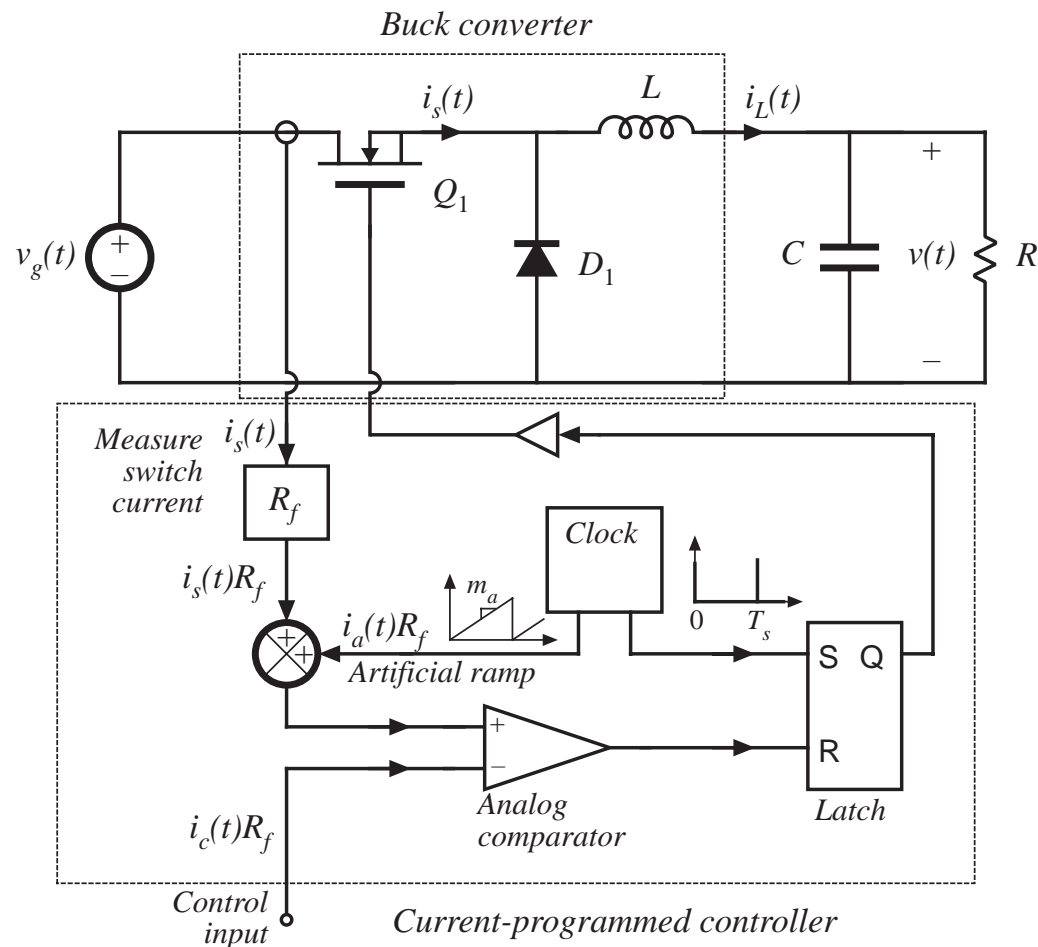 Buck converter
i_s(t)
L
i_L(t)
+
Q_1
v_g(t)
+
–
D_1
C
v(t)
R
–
Measure
switch
current
i_s(t)
R_f
Clock
i_s(t)R_f
m_a
0
T_s
i_a(t)R_f
+
+
Artificial ramp
S
Q
+
–
R
Analog
comparator
Latch
i_c(t)R_f
Control
input
Current-programmed controller